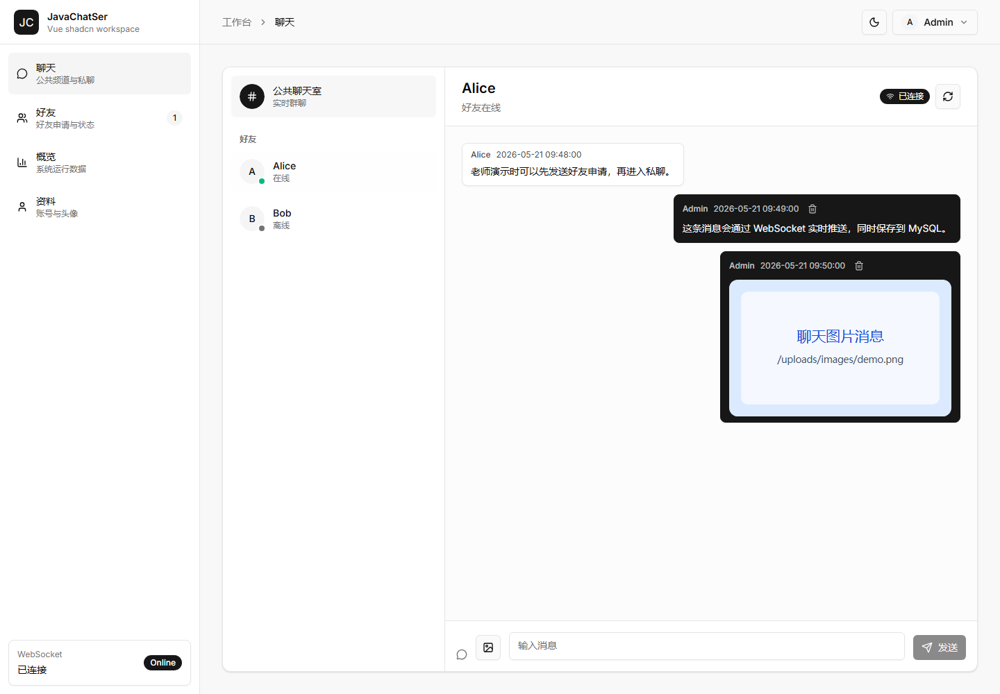 JC
JavaChatSer
Vue shadcn workspace
聊天
公共频道与私聊
好友
好友申请与状态
1
概览
系统运行数据
资料
账号与头像
WebSocket
已连接
Online
工作台
聊天
A
Admin
#
公共聊天室
实时群聊
好友
A
Alice
在线
B
Bob
离线
Alice
好友在线
已连接
Alice 2026-05-21 09:48:00
老师演示时可以先发送好友申请，再进入私聊。
Admin 2026-05-21 09:49:00
这条消息会通过 WebSocket 实时推送，同时保存到 MySQL。
Admin 2026-05-21 09:50:00
聊天图片消息
/uploads/images/demo.png
输入消息
发送